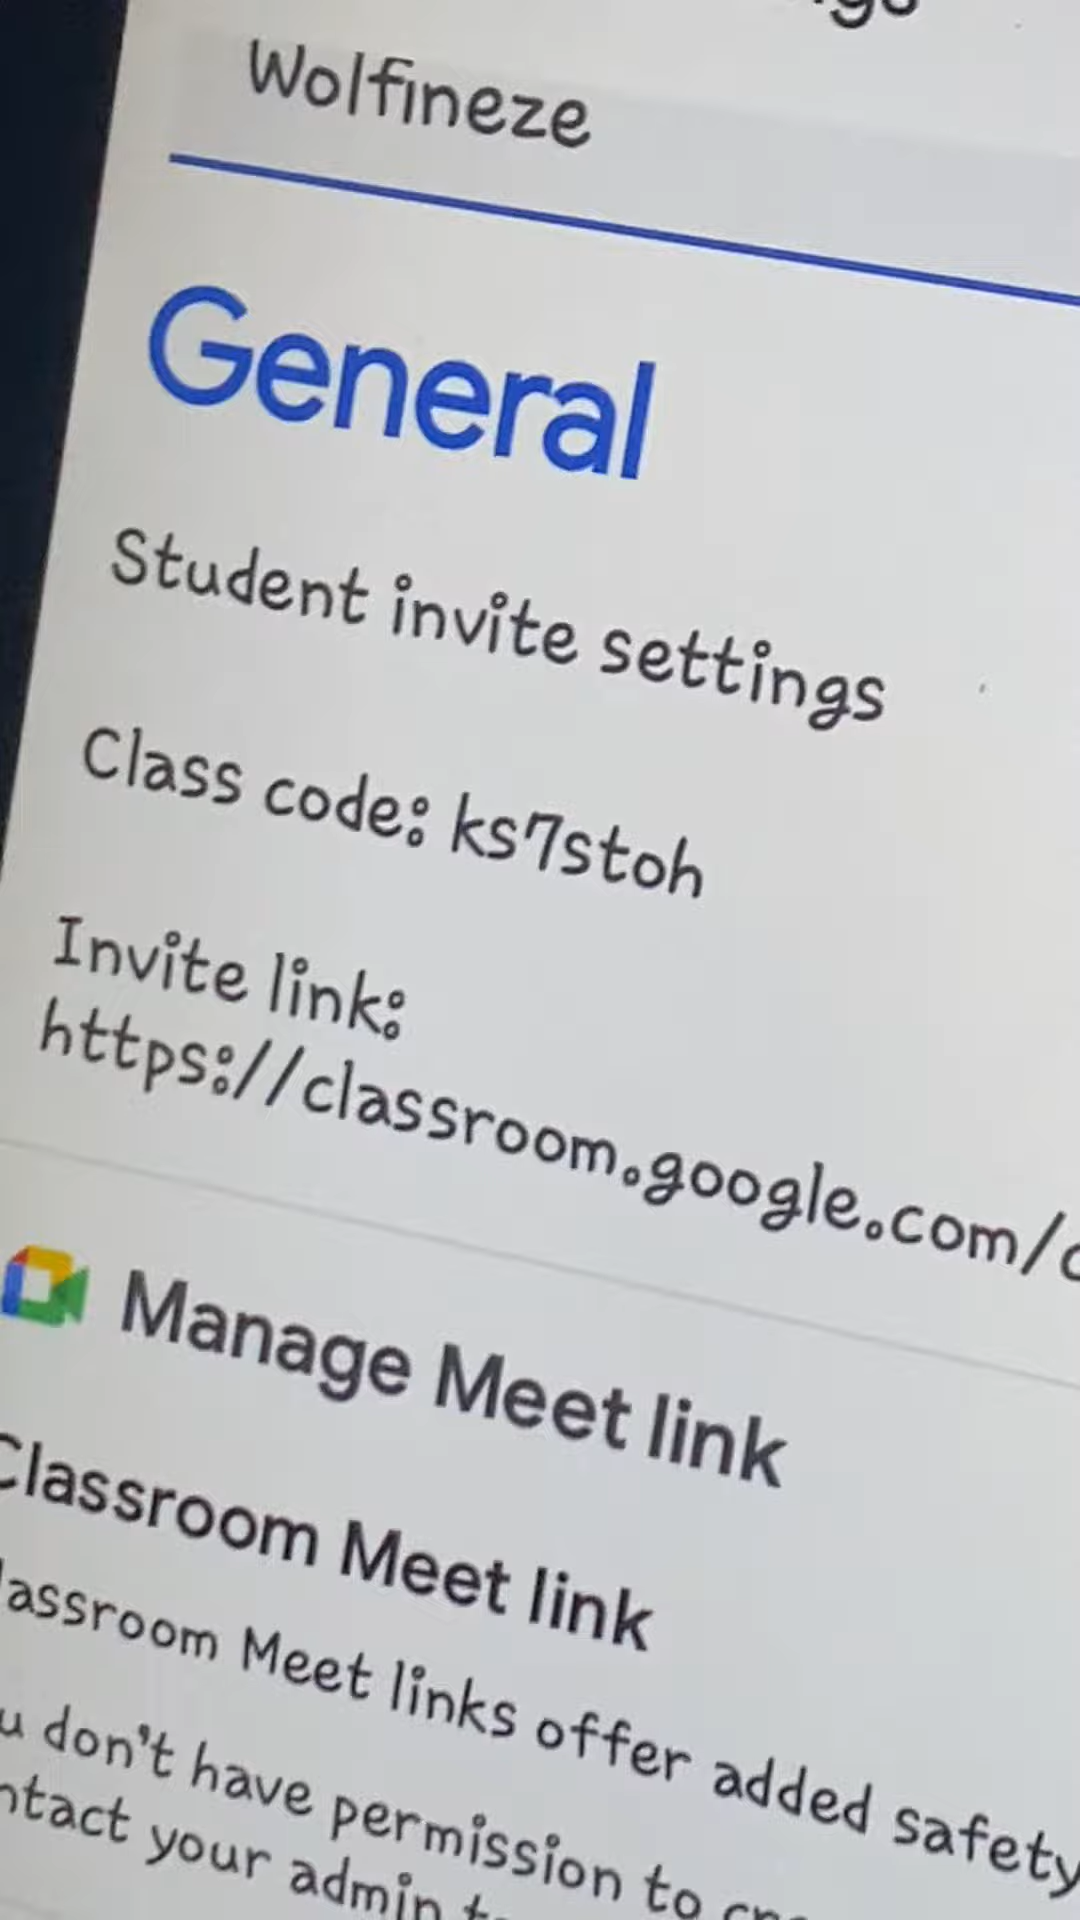 Wolfineze
General
Student invite settings
Class code: ks7stoh
Invite link:
https://classroom.google.com/
Manage Meet link
Classroom Meet link
lassroom Meet links offer added safety
u don't have permission to
ntact your admin